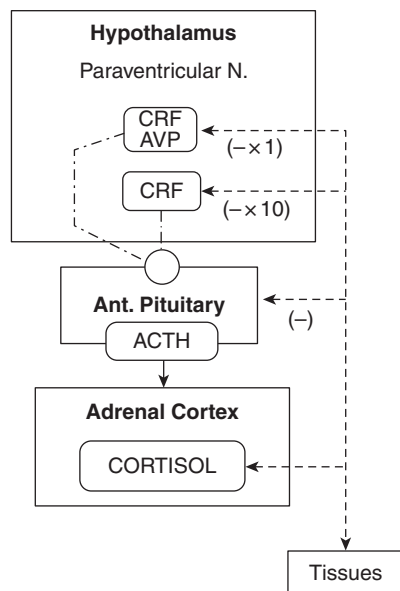 Hypothalamus
Paraventricular N.
CRF
AVP
(– × 1)
CRF
(– × 10)
Ant. Pituitary
(–)
ACTH
Adrenal Cortex
CORTISOL
Tissues